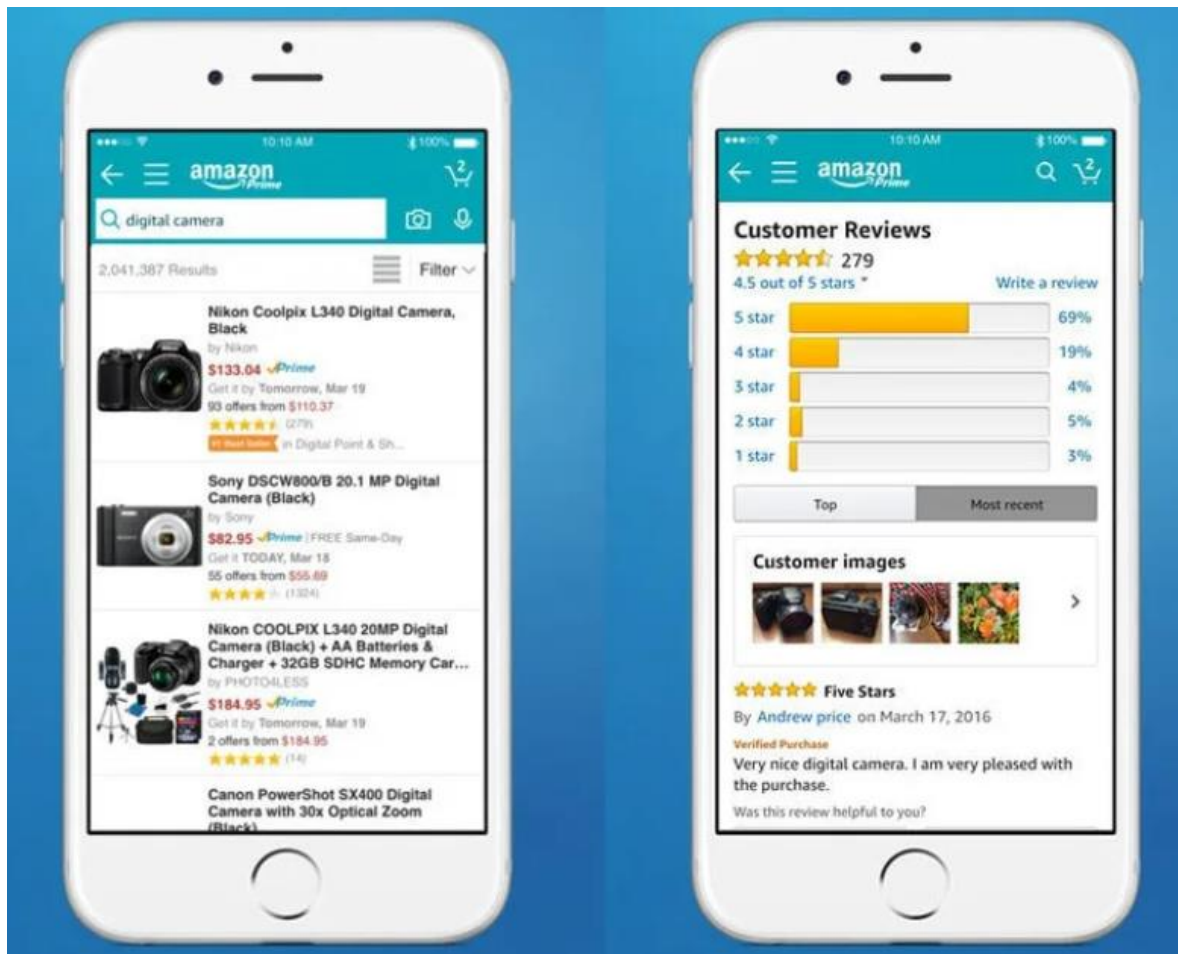 10:10 AM
100%
amazon
Prime
2
digital camera
2,041,387 Results
Filter
Nikon Coolpix L340 Digital Camera,
Black
by Nikon
$133.04 Prime
Get it by Tomorrow, Mar 19
93 offers from $110.37
(279)
#1 Best Seller in Digital Point & Sh...
Sony DSCW800/B 20.1 MP Digital
Camera (Black)
by Sony
$82.95 Prime | FREE Same-Day
Get it TODAY, Mar 18
55 offers from $55.69
(1324)
Nikon COOLPIX L340 20MP Digital
Camera (Black) + AA Batteries &
Charger + 32GB SDHC Memory Car...
by PHOTO4LESS
$184.95 Prime
Get it by Tomorrow, Mar 19
2 offers from $184.95
(14)
Canon PowerShot SX400 Digital
Camera with 30x Optical Zoom
(Black)
10:10 AM
100%
amazon
Prime
2
Customer Reviews
279
4.5 out of 5 stars
Write a review
5 star 69%
4 star 19%
3 star 4%
2 star 5%
1 star 3%
Top
Most recent
Customer images
Five Stars
By Andrew price on March 17, 2016
Verified Purchase
Very nice digital camera. I am very pleased with
the purchase.
Was this review helpful to you?